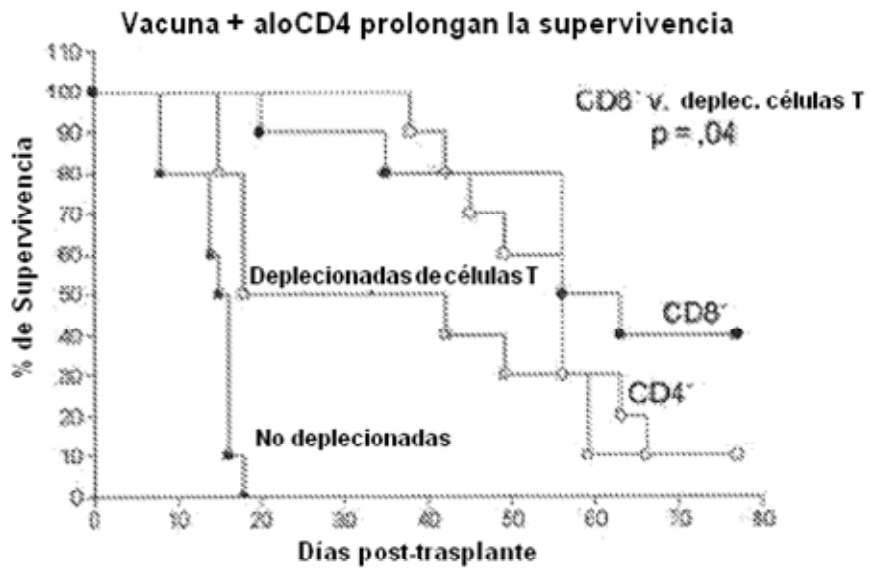 Vacuna + aloCD4 prolongan la supervivencia
110
100
90
80
70
60
50
40
30
20
10
0
% de Supervivencia
CD8⁻ v. deplec. células T
p = ,04
Deplecionadas de células T
No deplecionadas
CD8⁻
CD4⁻
0 10 20 30 40 50 60 70 80
Días post-trasplante